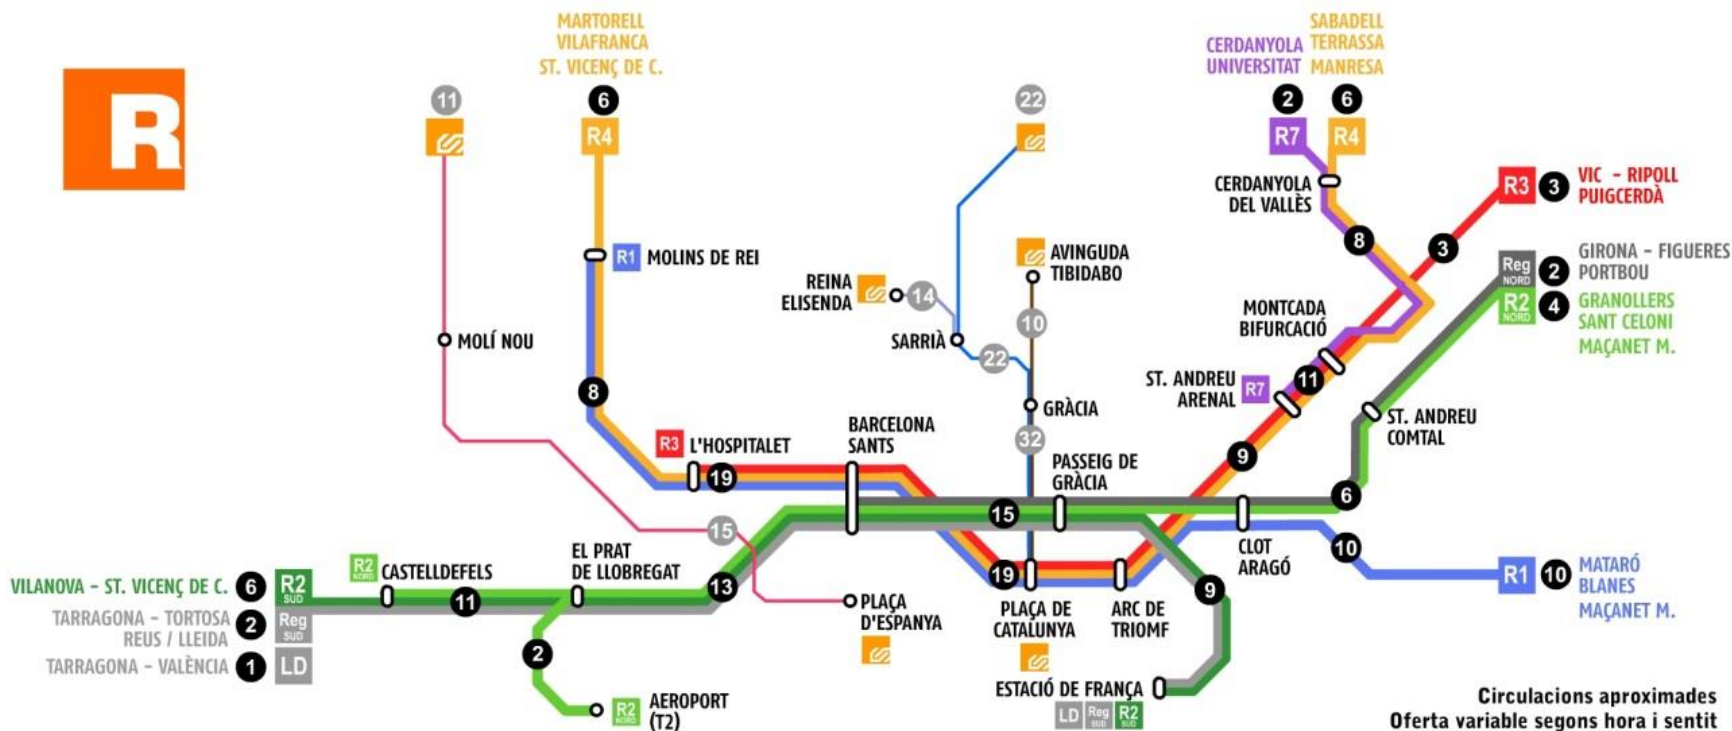 MARTORELL
VILAFRANCA
ST. VICENÇ DE C.
SABADELL
TERRASSA
MANRESA
CERDANYOLA
UNIVERSITAT
R
11
6
22
2
6
R4
R7
R4
CERDANYOLA
DEL VALLÈS
R3
3
VIC - RIPOLL
PUIGCERDÀ
8
3
R1
MOLINS DE REI
AVINGUDA
TIBIDABO
REINA
ELISENDA
14
10
Reg
NORD
2
GIRONA - FIGUERES
PORTBOU
R2
NORD
4
GRANOLLERS
SANT CELONI
MAÇANET M.
MONTCADA
BIFURCACIÓ
MOLÍ NOU
SARRIÀ
22
8
ST. ANDREU
ARENAL
R7
11
GRÀCIA
ST. ANDREU
COMTAL
R3
L'HOSPITALET
BARCELONA
SANTS
32
PASSEIG DE
GRÀCIA
9
19
6
15
15
CLOT
ARAGÓ
10
R2
NORD
CASTELLDEFELS
EL PRAT
DE LLOBREGAT
VILANOVA - ST. VICENÇ DE C.
6
R2
SUD
11
13
19
9
R1
10
MATARÓ
BLANES
MAÇANET M.
TARRAGONA - TORTOSA
REUS / LLEIDA
2
Reg
SUD
PLAÇA
D'ESPANYA
PLAÇA DE
CATALUNYA
ARC DE
TRIOMF
TARRAGONA - VALÈNCIA
1
LD
2
R2
NORD
AEROPORT
(T2)
ESTACIÓ DE FRANÇA
LD
Reg
SUD
R2
SUD
Circulacions aproximades
Oferta variable segons hora i sentit